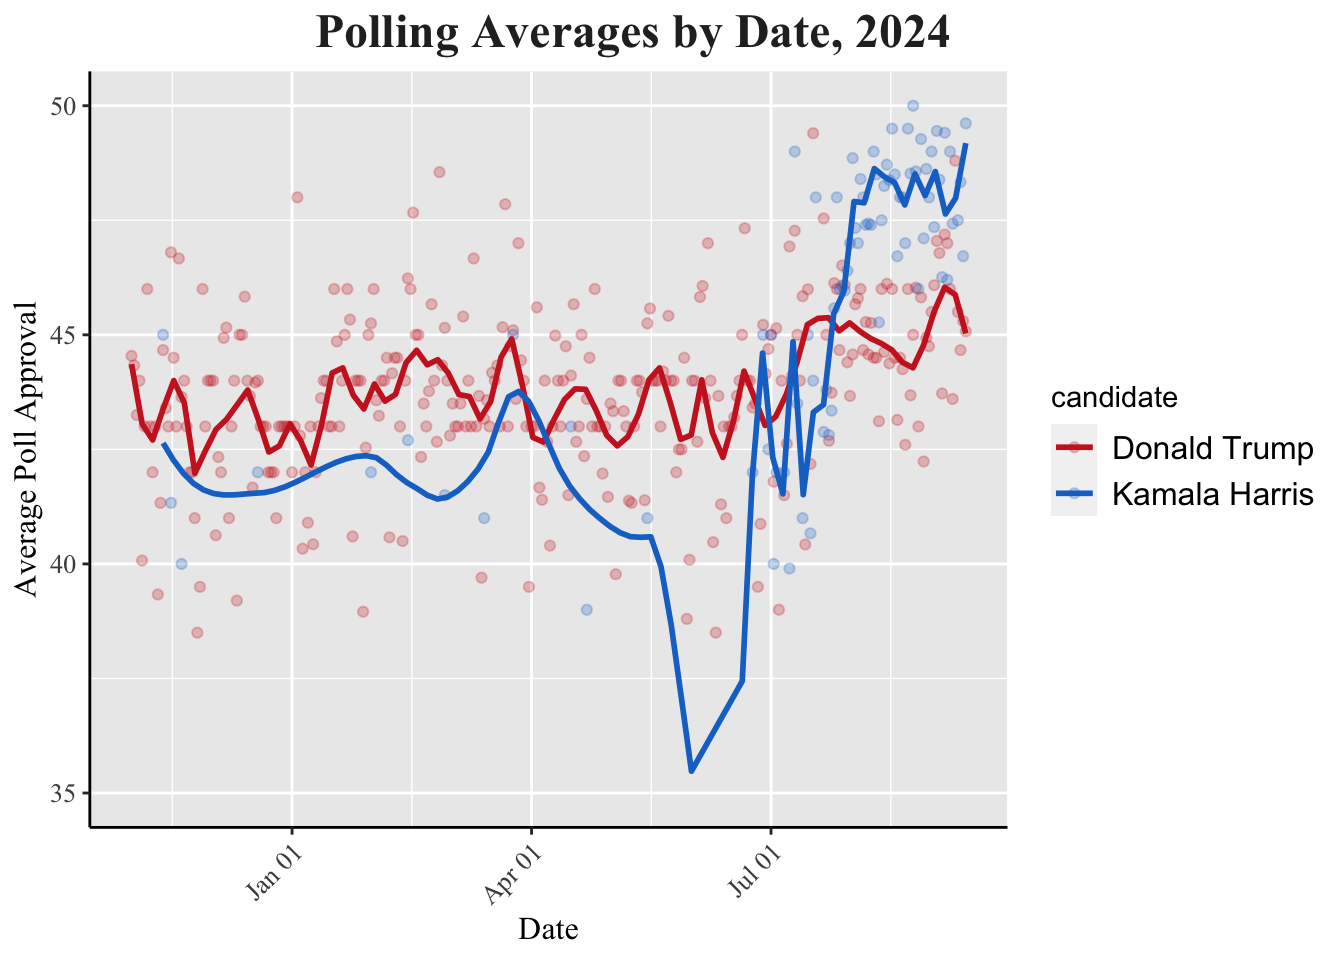 Polling Averages by Date, 2024
Average Poll Approval
50
45
40
35
Jan 01
Apr 01
Jul 01
Date
candidate
Donald Trump
Kamala Harris